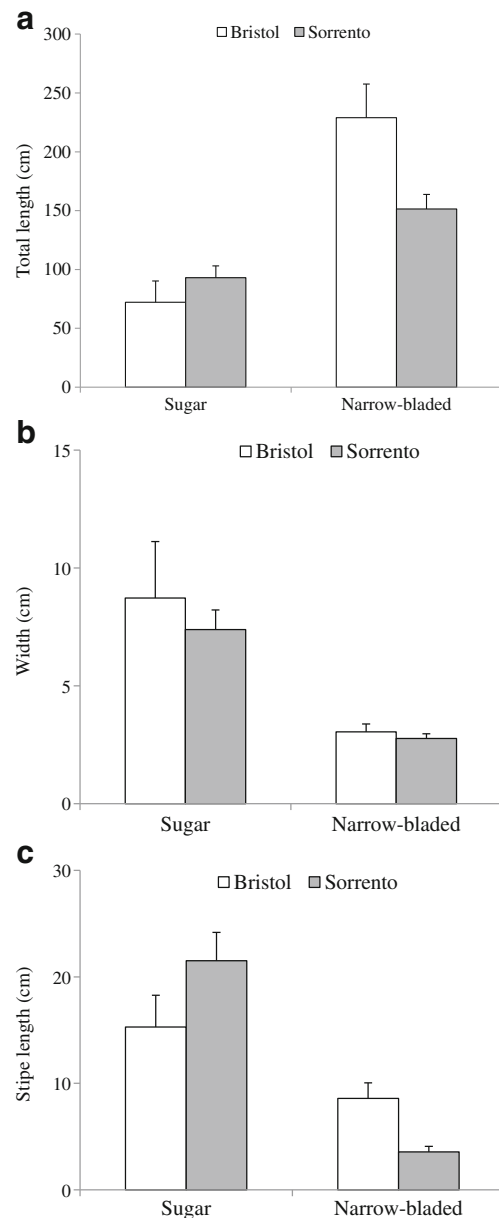 a
300
Bristol Sorrento
250
200
150
100
50
0
Total length (cm)
Sugar Narrow-bladed
b
15
Bristol Sorrento
10
5
0
Width (cm)
Sugar Narrow-bladed
c
30
Bristol Sorrento
20
10
0
Stipe length (cm)
Sugar Narrow-bladed